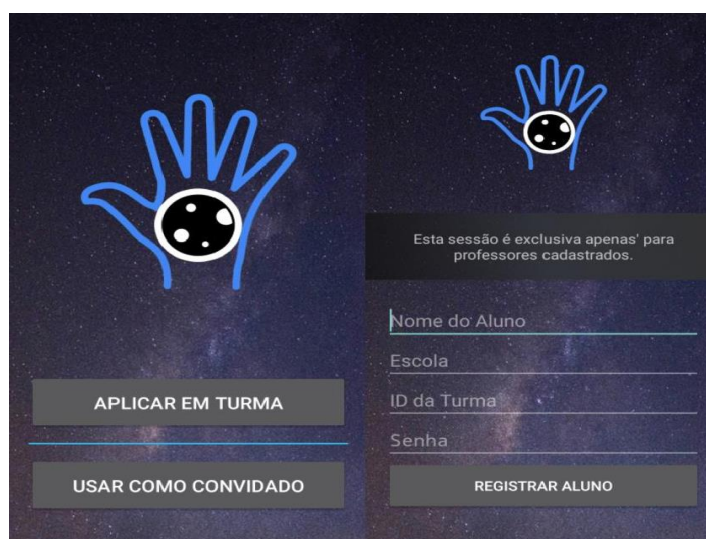 APLICAR EM TURMA
USAR COMO CONVIDADO
Esta sessão é exclusiva apenas' para
professores cadastrados.
Nome do Aluno
Escola
ID da Turma
Senha
REGISTRAR ALUNO